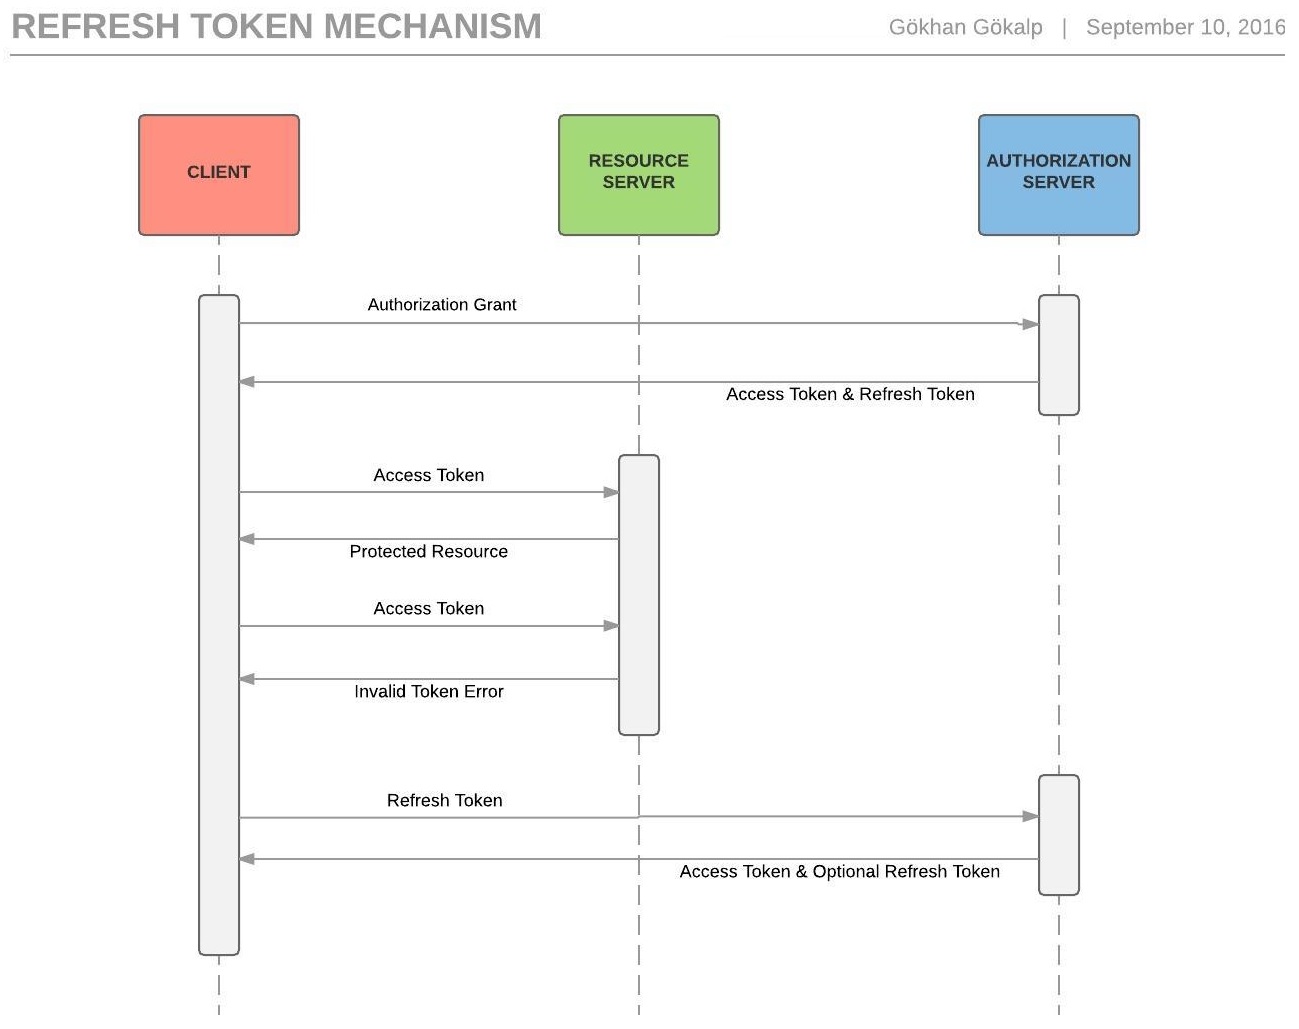 REFRESH TOKEN MECHANISM
Gökhan Gökalp | September 10, 2016
CLIENT
RESOURCE
SERVER
AUTHORIZATION
SERVER
Authorization Grant
Access Token & Refresh Token
Access Token
Protected Resource
Access Token
Invalid Token Error
Refresh Token
Access Token & Optional Refresh Token